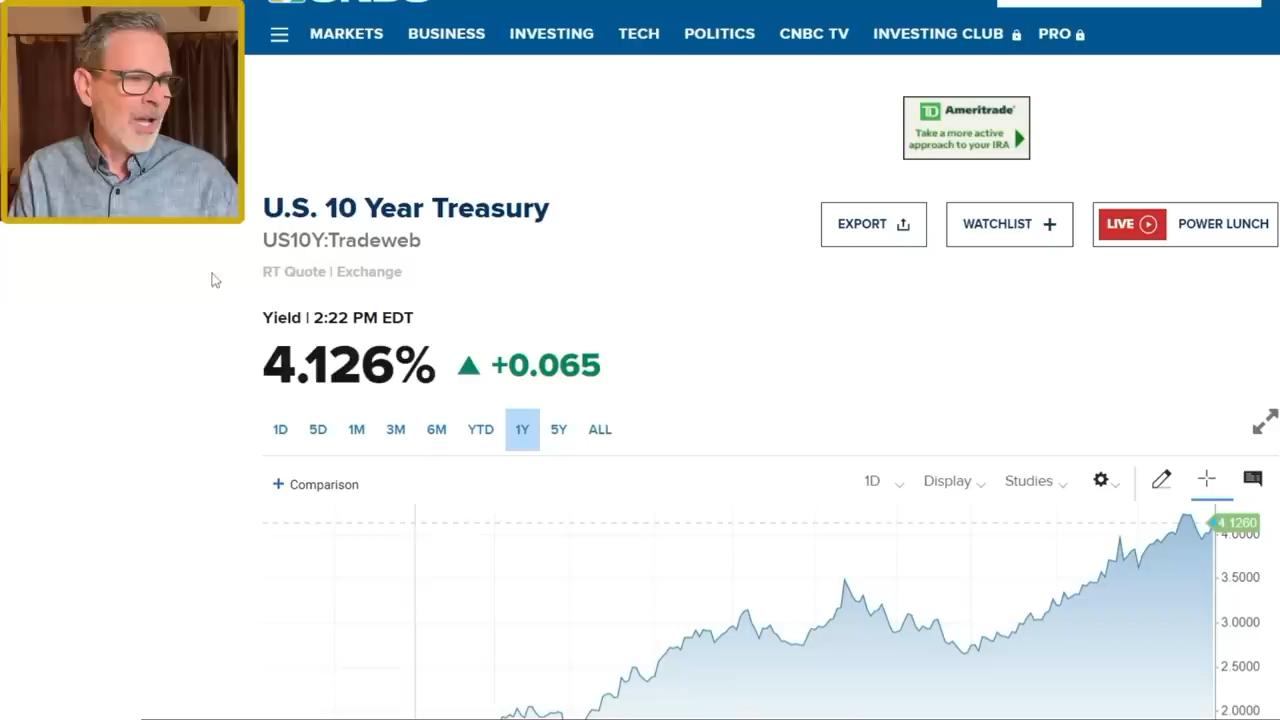 MARKETS BUSINESS INVESTING TECH POLITICS CNBC TV INVESTING CLUB PRO
TD Ameritrade
Take a more active
approach to your IRA
U.S. 10 Year Treasury
US10Y:Tradeweb
RT Quote | Exchange
EXPORT WATCHLIST + LIVE POWER LUNCH
Yield | 2:22 PM EDT
4.126% ▲ +0.065
1D 5D 1M 3M 6M YTD 1Y 5Y ALL
+ Comparison 1D Display Studies
4.1260
4.0000
3.5000
3.0000
2.5000
2.0000